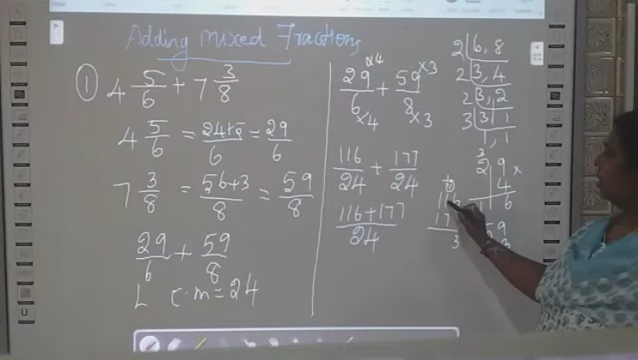 Adding mixed Fractions
① 4 5/6 + 7 3/8
4 5/6 = 24+5/6 = 29/6
7 3/8 = 56+3/8 = 59/8
29/6 + 59/8
L C.M = 24
29×4/6×4 + 59×3/8×3
116/24 + 177/24
116+177/24
2 | 6, 8
2 | 3, 4
2 | 3, 2
3 | 3, 1
1, 1
3
29 ×
4